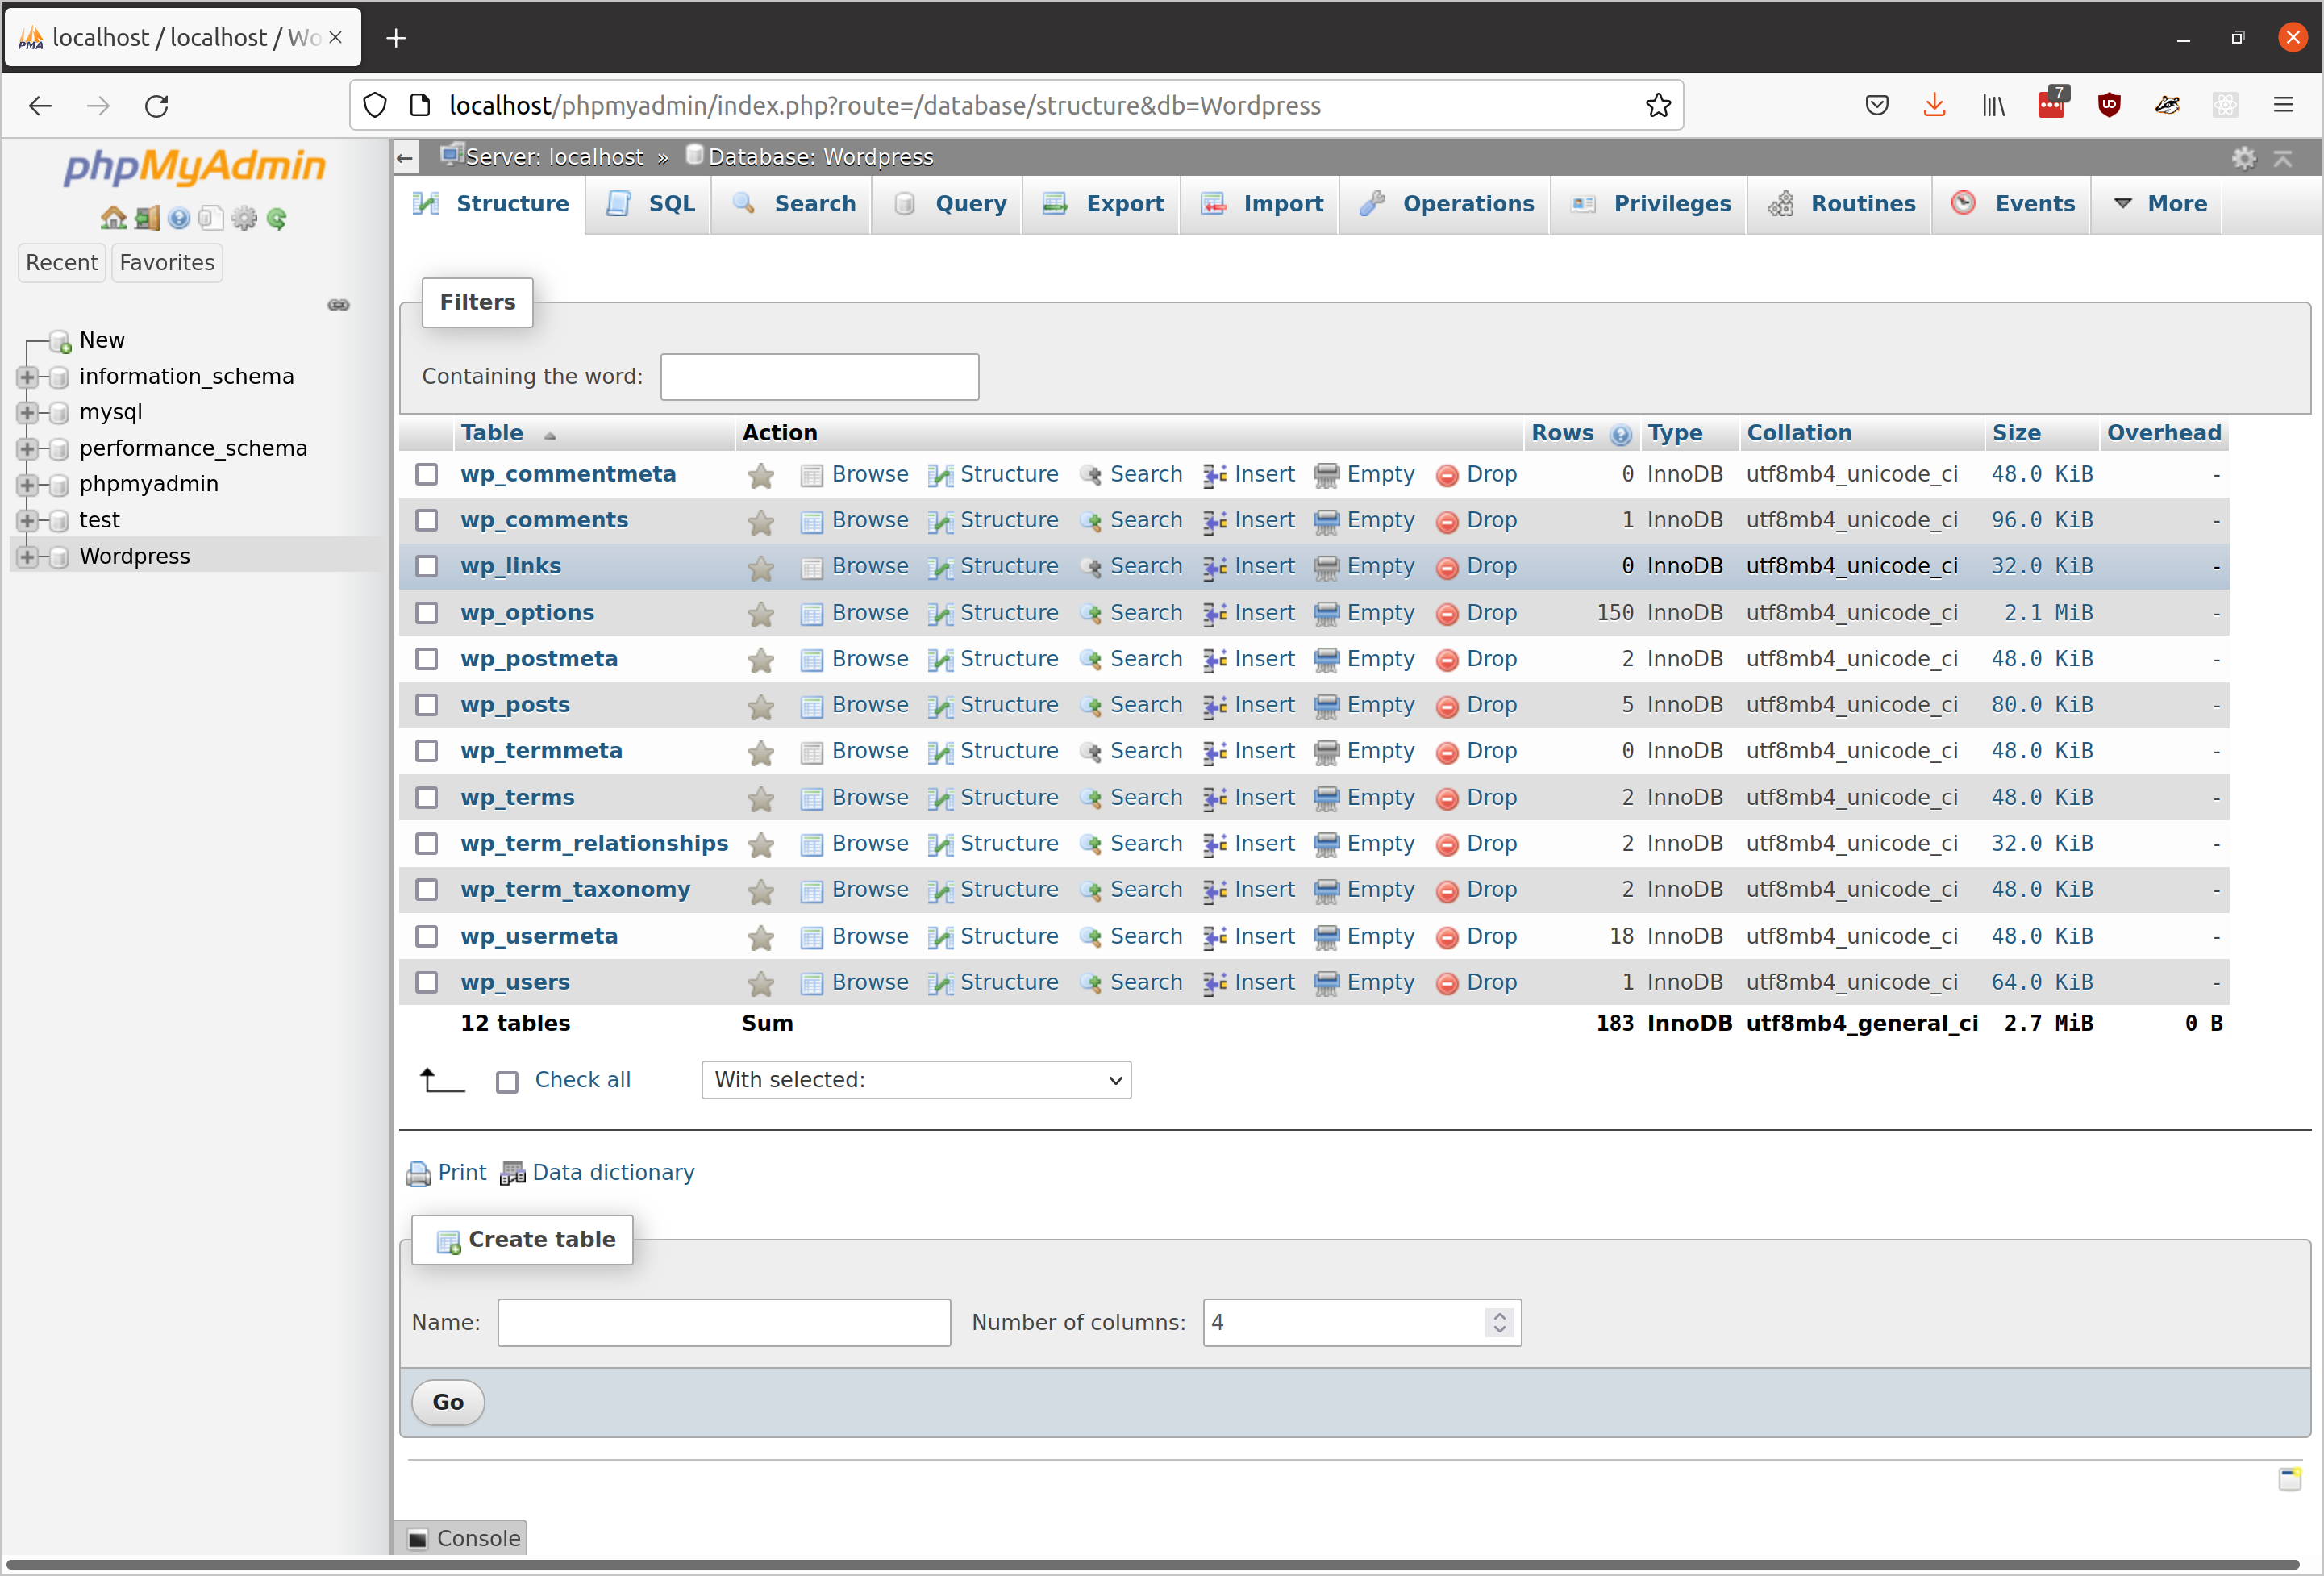 localhost / localhost / Wo
localhost/phpmyadmin/index.php?route=/database/structure&db=Wordpress
7
phpMyAdmin
Recent Favorites
New
information_schema
mysql
performance_schema
phpmyadmin
test
Wordpress
Server: localhost » Database: Wordpress
Structure SQL Search Query Export Import Operations Privileges Routines Events More
Filters
Containing the word:
Table Action Rows Type Collation Size Overhead
wp_commentmeta Browse Structure Search Insert Empty Drop 0 InnoDB utf8mb4_unicode_ci 48.0 KiB -
wp_comments Browse Structure Search Insert Empty Drop 1 InnoDB utf8mb4_unicode_ci 96.0 KiB -
wp_links Browse Structure Search Insert Empty Drop 0 InnoDB utf8mb4_unicode_ci 32.0 KiB -
wp_options Browse Structure Search Insert Empty Drop 150 InnoDB utf8mb4_unicode_ci 2.1 MiB -
wp_postmeta Browse Structure Search Insert Empty Drop 2 InnoDB utf8mb4_unicode_ci 48.0 KiB -
wp_posts Browse Structure Search Insert Empty Drop 5 InnoDB utf8mb4_unicode_ci 80.0 KiB -
wp_termmeta Browse Structure Search Insert Empty Drop 0 InnoDB utf8mb4_unicode_ci 48.0 KiB -
wp_terms Browse Structure Search Insert Empty Drop 2 InnoDB utf8mb4_unicode_ci 48.0 KiB -
wp_term_relationships Browse Structure Search Insert Empty Drop 2 InnoDB utf8mb4_unicode_ci 32.0 KiB -
wp_term_taxonomy Browse Structure Search Insert Empty Drop 2 InnoDB utf8mb4_unicode_ci 48.0 KiB -
wp_usermeta Browse Structure Search Insert Empty Drop 18 InnoDB utf8mb4_unicode_ci 48.0 KiB -
wp_users Browse Structure Search Insert Empty Drop 1 InnoDB utf8mb4_unicode_ci 64.0 KiB -
12 tables Sum 183 InnoDB utf8mb4_general_ci 2.7 MiB 0 B
Check all With selected:
Print Data dictionary
Create table
Name: Number of columns: 4
Go
Console